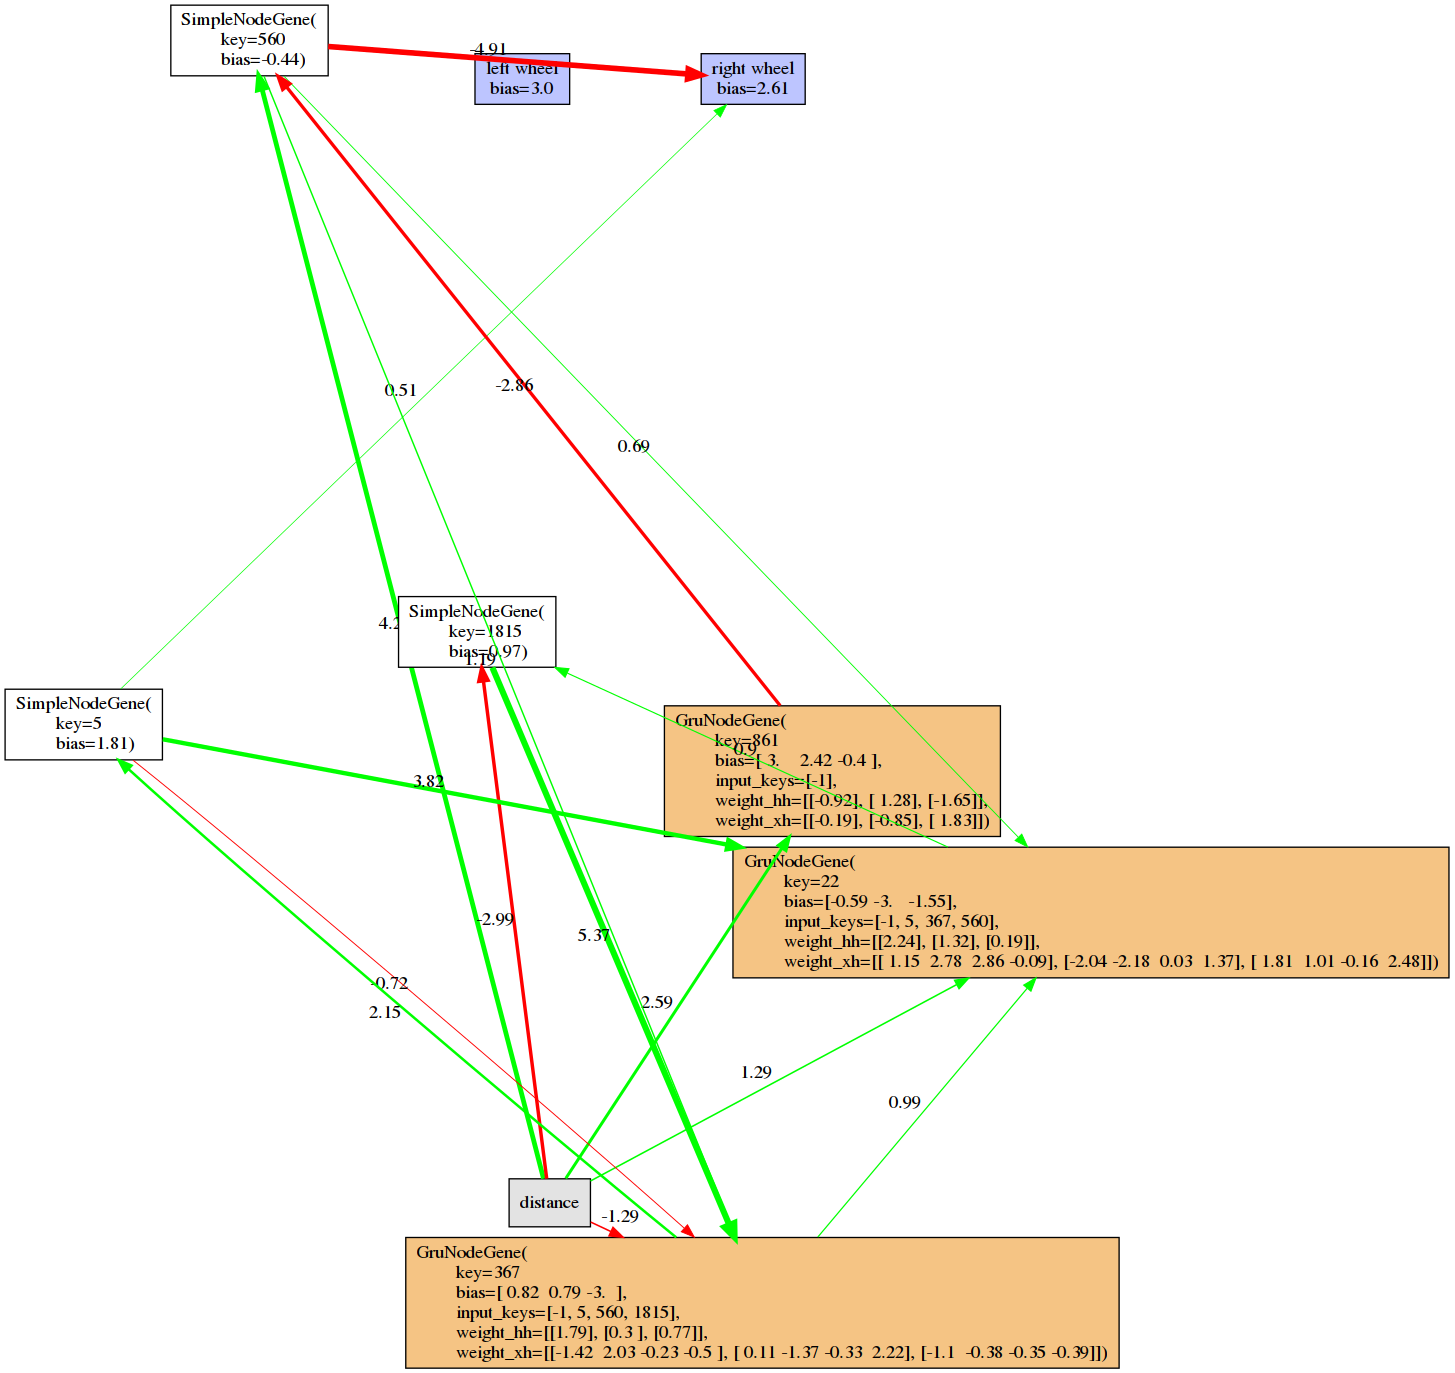 SimpleNodeGene(
key=560
bias=-0.44)
-4.91
left wheel
bias=3.0
right wheel
bias=2.61
0.51
-2.86
0.69
SimpleNodeGene(
key=1815
bias=0.97)
1.19
SimpleNodeGene(
key=5
bias=1.81)
GruNodeGene(
key=861
bias=[ 3.     2.42 -0.4 ],
input_keys=[-1],
weight_hh=[[-0.92], [ 1.28], [-1.65]],
weight_xh=[[-0.19], [-0.85], [ 1.83]])
0.9
3.82
GruNodeGene(
key=22
bias=[-0.59 -3.   -1.55],
input_keys=[-1, 5, 367, 560],
weight_hh=[[2.24], [1.32], [0.19]],
weight_xh=[[ 1.15  2.78  2.86 -0.09], [-2.04 -2.18  0.03  1.37], [ 1.81  1.01 -0.16  2.48]])
-2.99
5.37
-0.72
2.15
2.59
1.29
0.99
distance
-1.29
GruNodeGene(
key=367
bias=[ 0.82  0.79 -3.  ],
input_keys=[-1, 5, 560, 1815],
weight_hh=[[1.79], [0.3 ], [0.77]],
weight_xh=[[-1.42  2.03 -0.23 -0.5 ], [ 0.11 -1.37 -0.33  2.22], [-1.1  -0.38 -0.35 -0.39]])